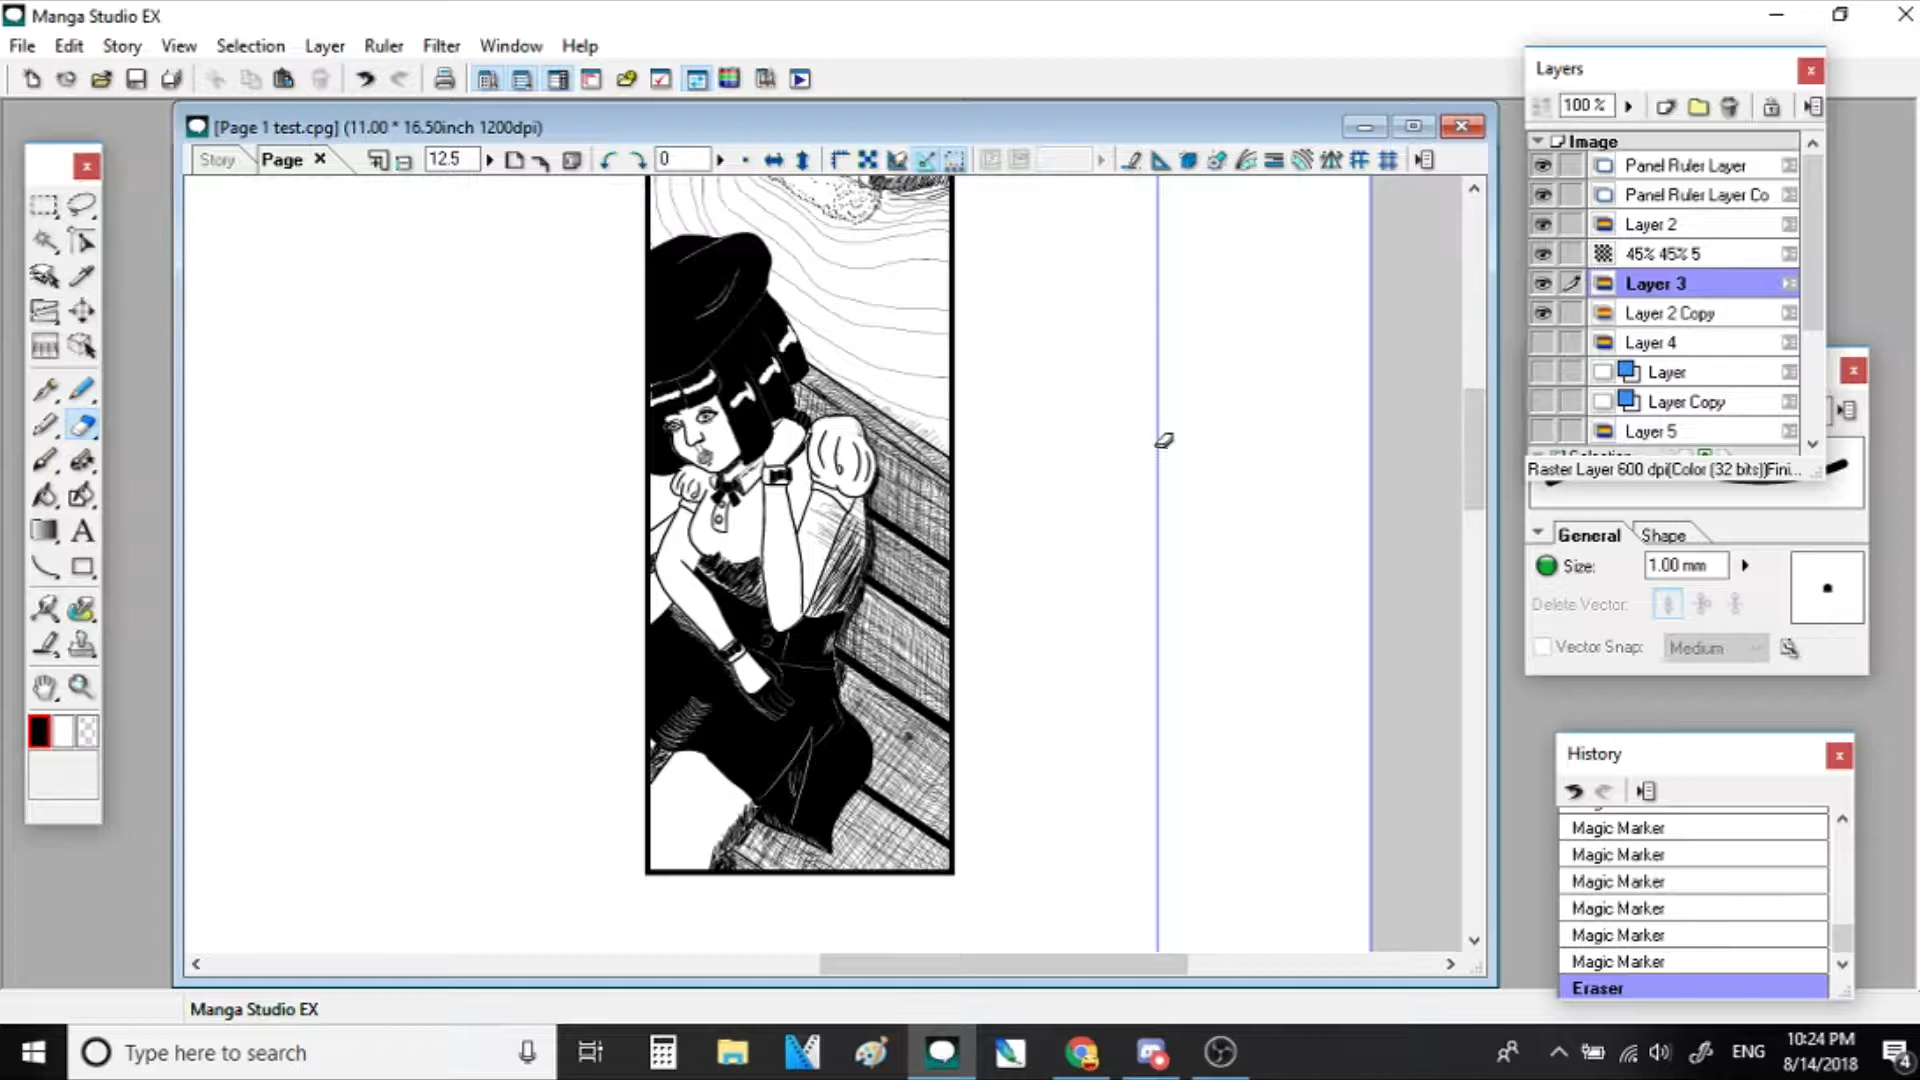 Manga Studio EX
File Edit Story View Selection Layer Ruler Filter Window Help
[Page 1 test.cpg] (11.00 * 16.50inch 1200dpi)
Story Page 12.5 0
Layers
100 %
Image
Panel Ruler Layer
Panel Ruler Layer Co
Layer 2
45% 45% 5
Layer 3
Layer 2 Copy
Layer 4
Layer
Layer Copy
Layer 5
Raster Layer 600 dpi(Color (32 bits))Fini...
General Shape
Size: 1.00 mm
Delete Vector:
Vector Snap: Medium
History
Magic Marker
Magic Marker
Magic Marker
Magic Marker
Magic Marker
Magic Marker
Eraser
Manga Studio EX
Type here to search
ENG
10:24 PM
8/14/2018
4